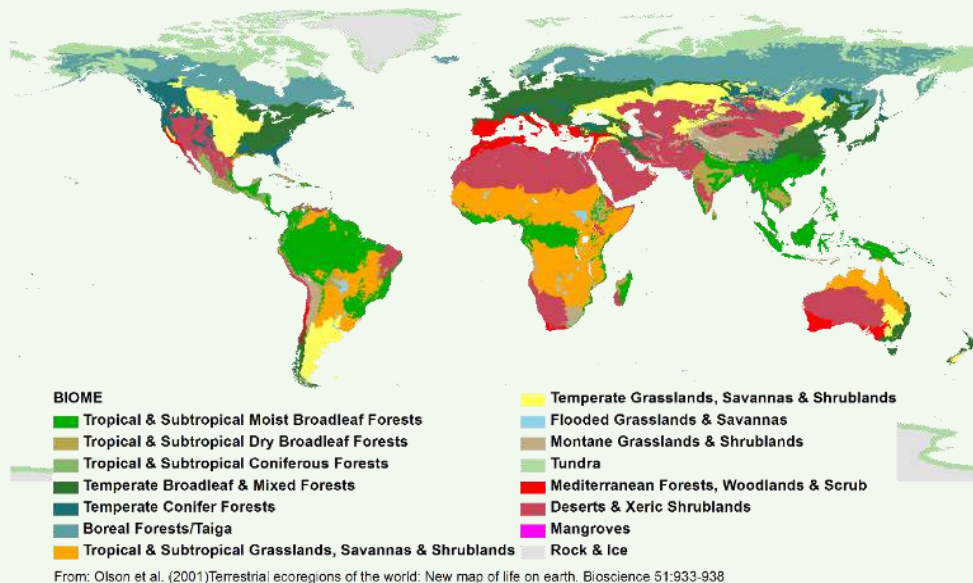 BIOME
Tropical & Subtropical Moist Broadleaf Forests
Tropical & Subtropical Dry Broadleaf Forests
Tropical & Subtropical Coniferous Forests
Temperate Broadleaf & Mixed Forests
Temperate Conifer Forests
Boreal Forests/Taiga
Tropical & Subtropical Grasslands, Savannas & Shrublands
Temperate Grasslands, Savannas & Shrublands
Flooded Grasslands & Savannas
Montane Grasslands & Shrublands
Tundra
Mediterranean Forests, Woodlands & Scrub
Deserts & Xeric Shrublands
Mangroves
Rock & Ice
From: Olson et al. (2001)Terrestrial ecoregions of the world: New map of life on earth. Bioscience 51:933-938